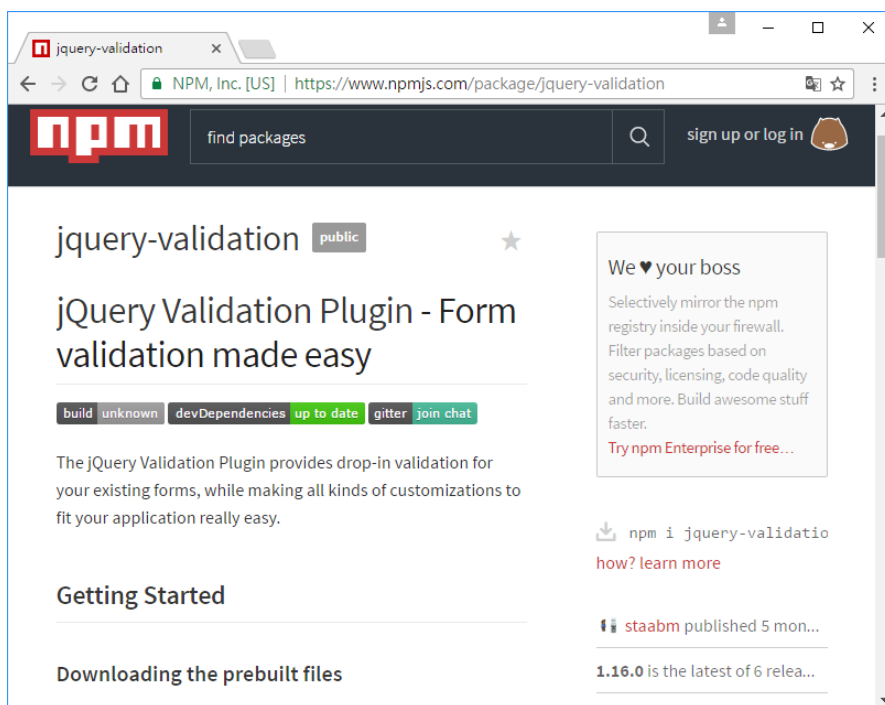 jquery-validation
NPM, Inc. [US] | https://www.npmjs.com/package/jquery-validation
npm
find packages
sign up or log in
jquery-validation public
jQuery Validation Plugin - Form
validation made easy
build unknown devDependencies up to date gitter join chat
The jQuery Validation Plugin provides drop-in validation for
your existing forms, while making all kinds of customizations to
fit your application really easy.
Getting Started
Downloading the prebuilt files
We ♥ your boss
Selectively mirror the npm
registry inside your firewall.
Filter packages based on
security, licensing, code quality
and more. Build awesome stuff
faster.
Try npm Enterprise for free…
npm i jquery-validatio
how? learn more
staabm published 5 mon...
1.16.0 is the latest of 6 relea...